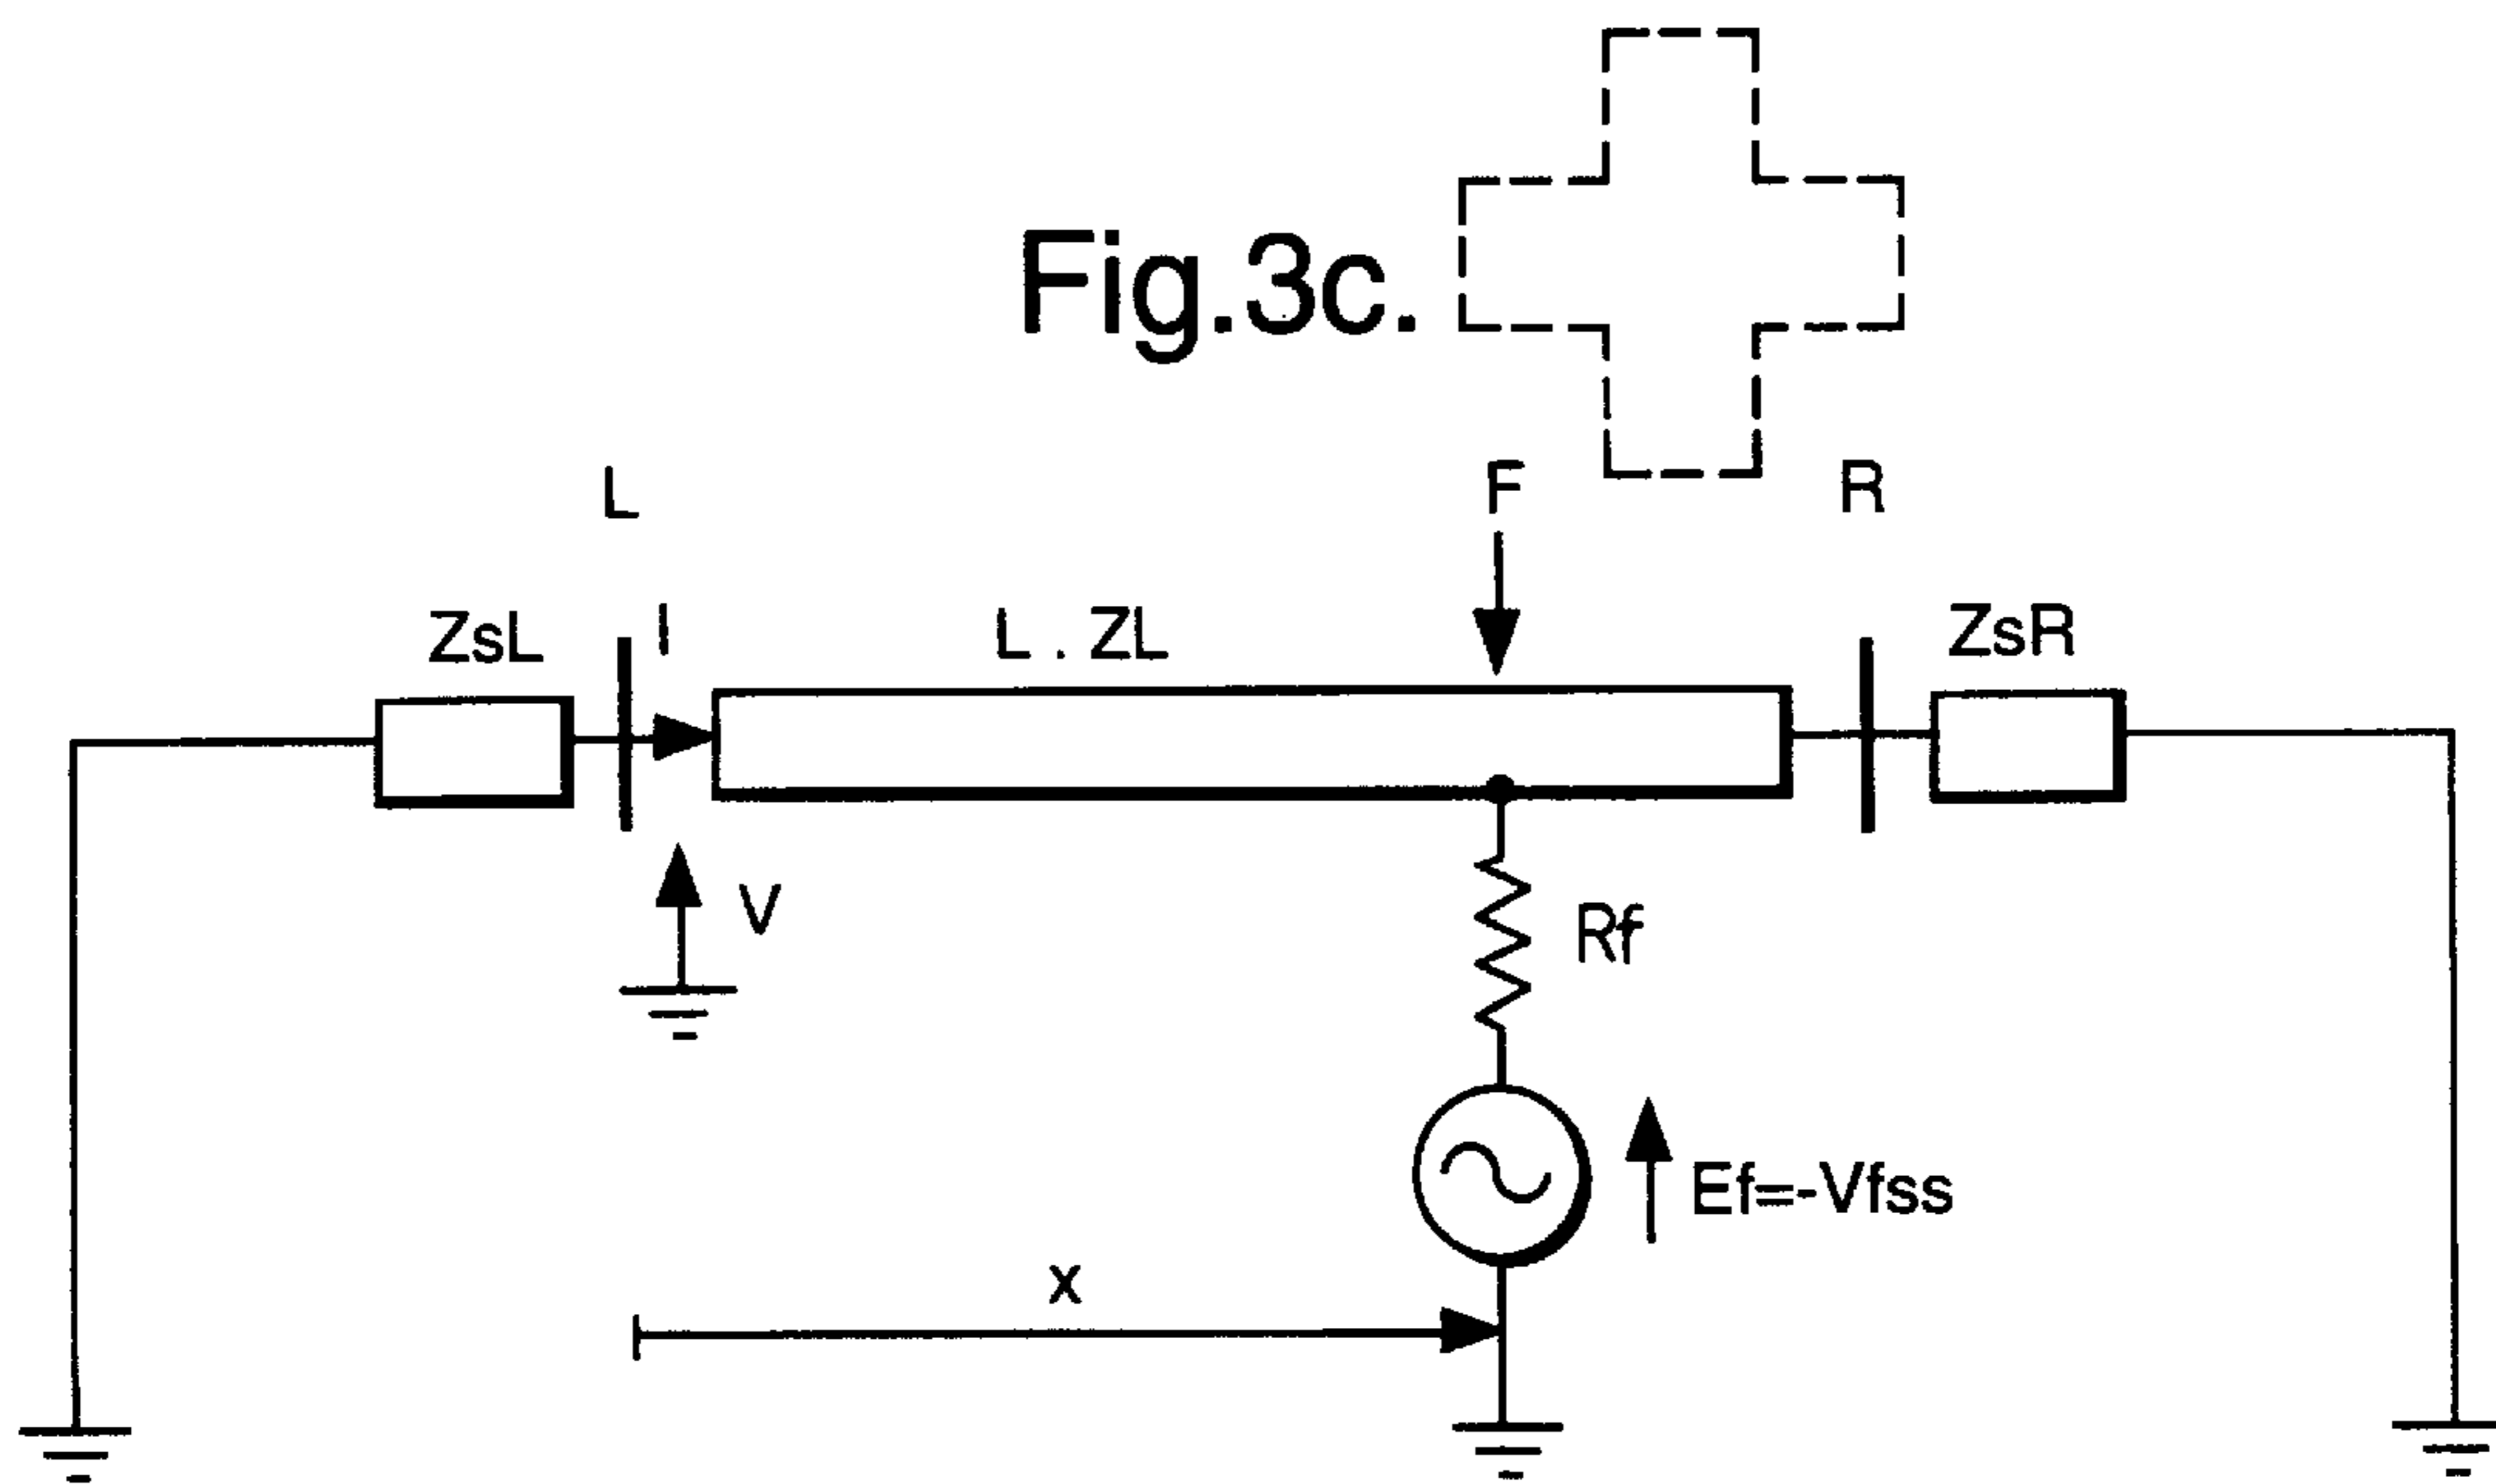 Fig.3c.
L
F
R
ZsL
I
L . ZL
ZsR
V
Rf
Ef=-Vfss
x